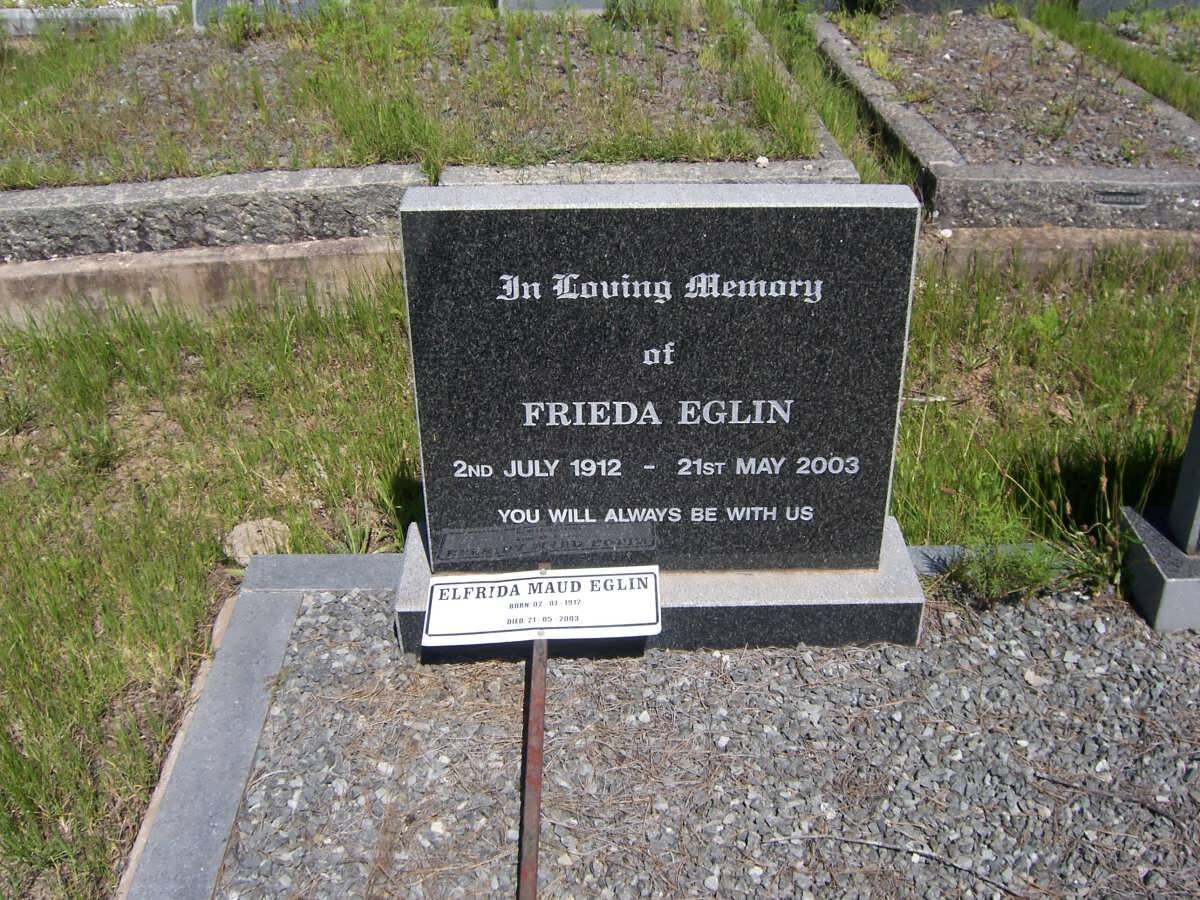 In Loving Memory
of
FRIEDA EGLIN
2ND JULY 1912 - 21ST MAY 2003
YOU WILL ALWAYS BE WITH US
ELFRIDA MAUD EGLIN
BORN 02-07-1912
DIED 21-05-2003